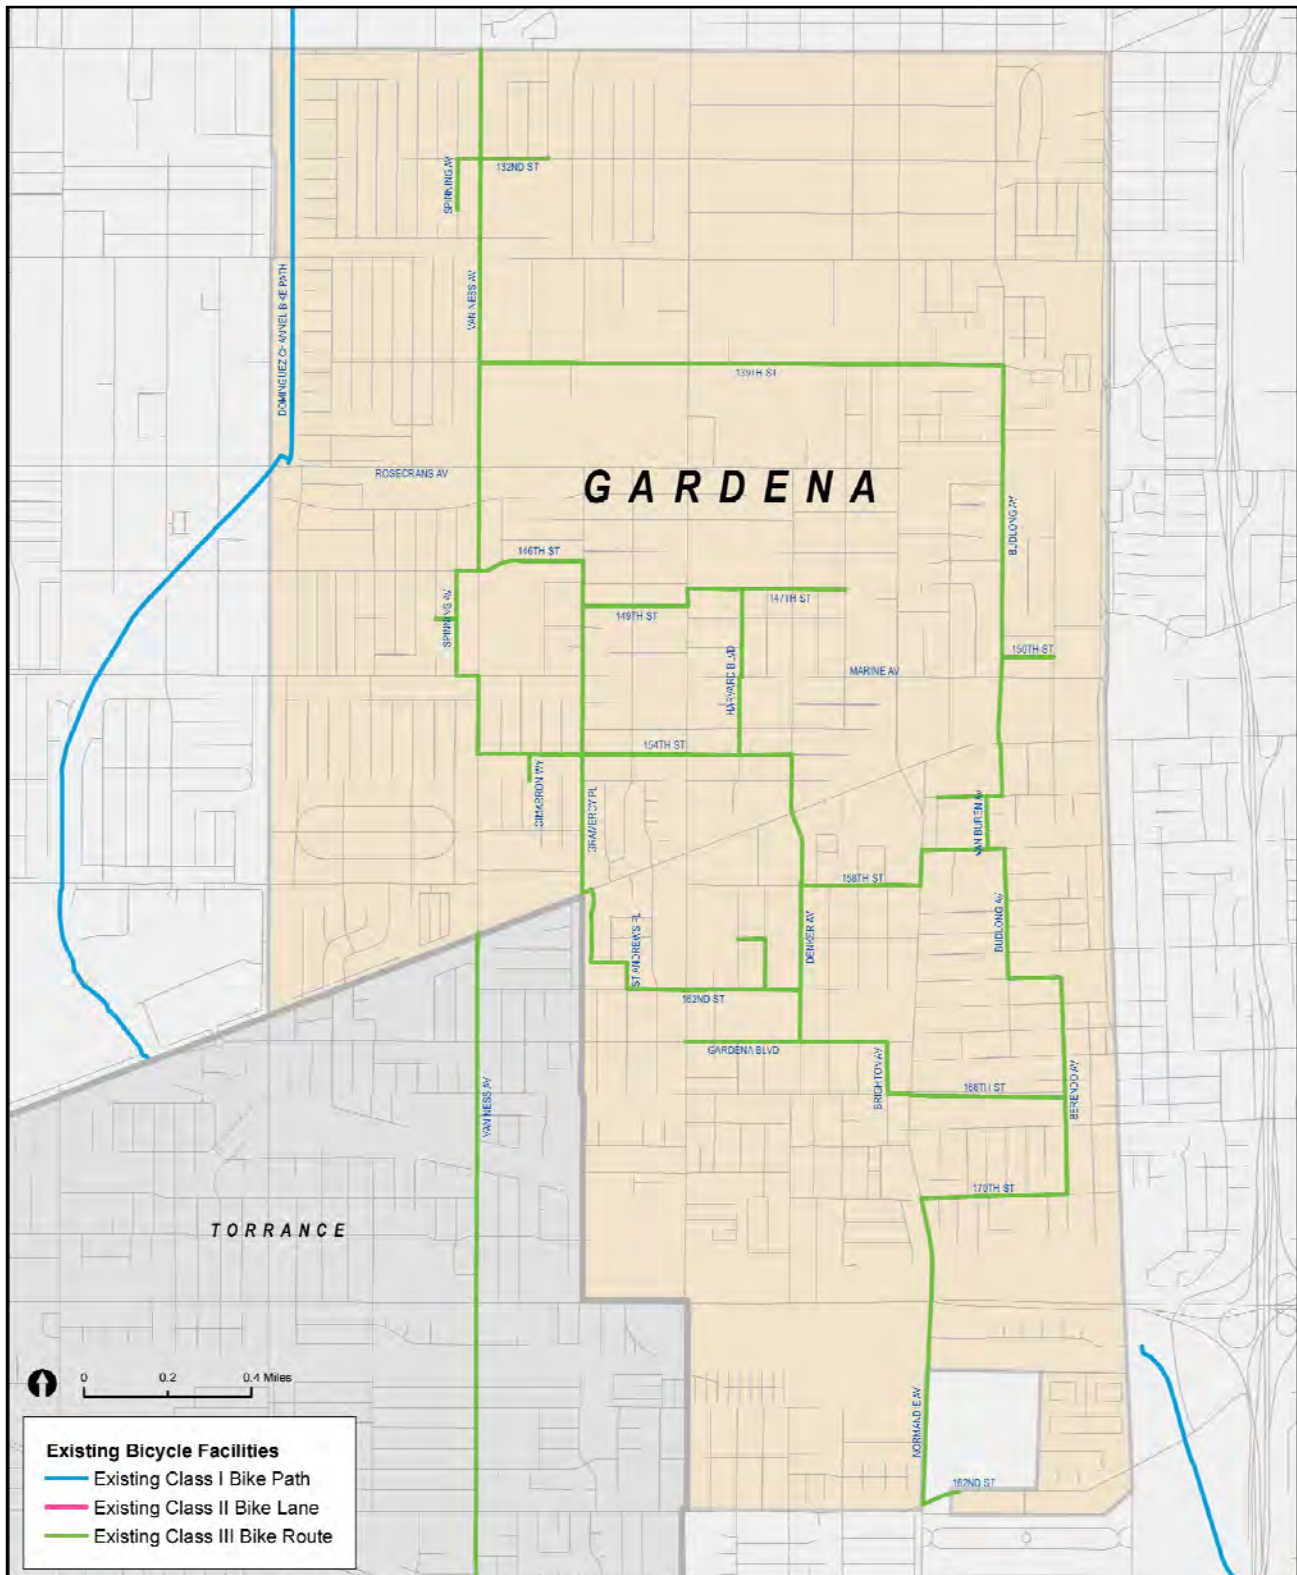 132ND ST
SPINNING AV
VAN NESS AV
DOMINGUEZ CHANNEL BIKE PATH
139TH ST
ROSECRANS AV
GARDENA
BUDLONG AV
146TH ST
SPINNING AV
147TH ST
149TH ST
HARVARD BLVD
150TH ST
MARINE AV
154TH ST
CIMARRON WY
GRAMERCY PL
VAN BUREN AV
158TH ST
ST ANDREWS PL
DENKER AV
BUDLONG AV
162ND ST
GARDENA BLVD
BRIGHTON AV
166TH ST
BERENDO AV
VAN NESS AV
170TH ST
TORRANCE
NORMANDIE AV
182ND ST
0 0.2 0.4 Miles
Existing Bicycle Facilities
Existing Class I Bike Path
Existing Class II Bike Lane
Existing Class III Bike Route